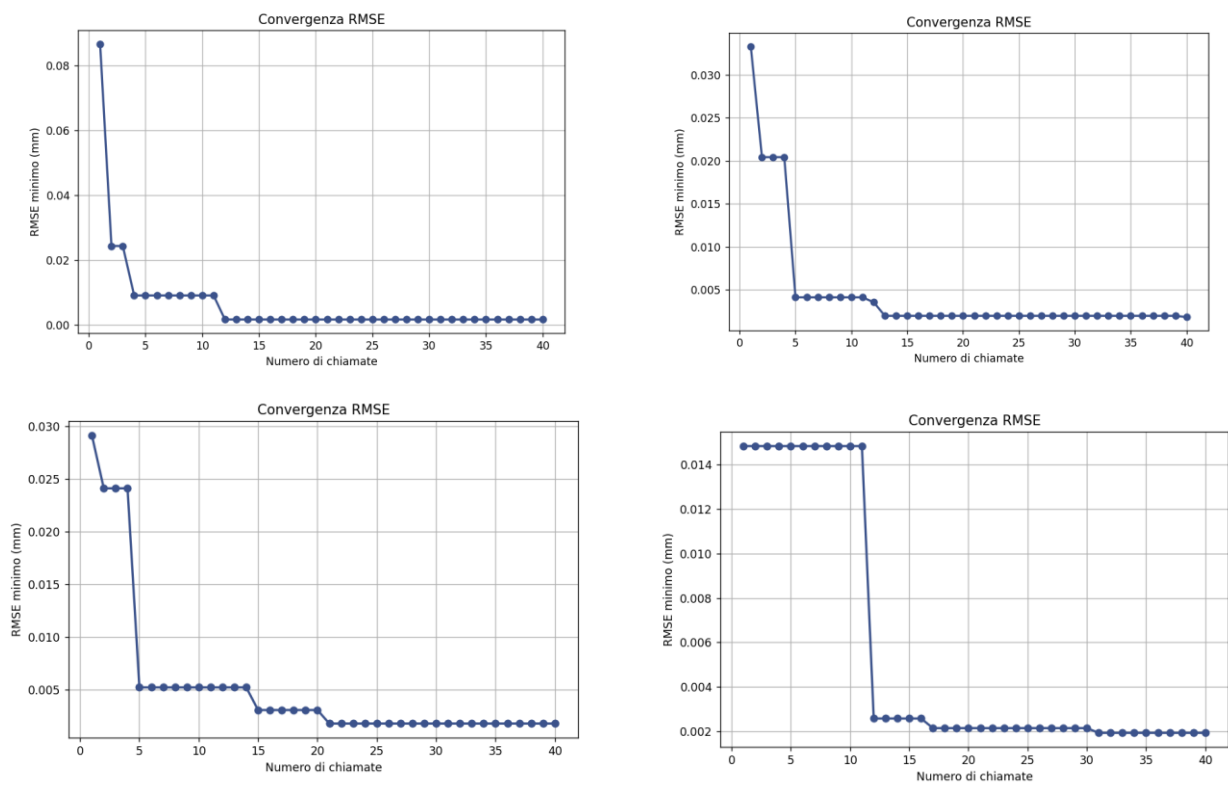 Convergenza RMSE
0.08
0.06
0.04
0.02
0.00
RMSE minimo (mm)
0 5 10 15 20 25 30 35 40
Numero di chiamate
Convergenza RMSE
0.030
0.025
0.020
0.015
0.010
0.005
RMSE minimo (mm)
0 5 10 15 20 25 30 35 40
Numero di chiamate
Convergenza RMSE
0.030
0.025
0.020
0.015
0.010
0.005
RMSE minimo (mm)
0 5 10 15 20 25 30 35 40
Numero di chiamate
Convergenza RMSE
0.014
0.012
0.010
0.008
0.006
0.004
0.002
RMSE minimo (mm)
0 5 10 15 20 25 30 35 40
Numero di chiamate